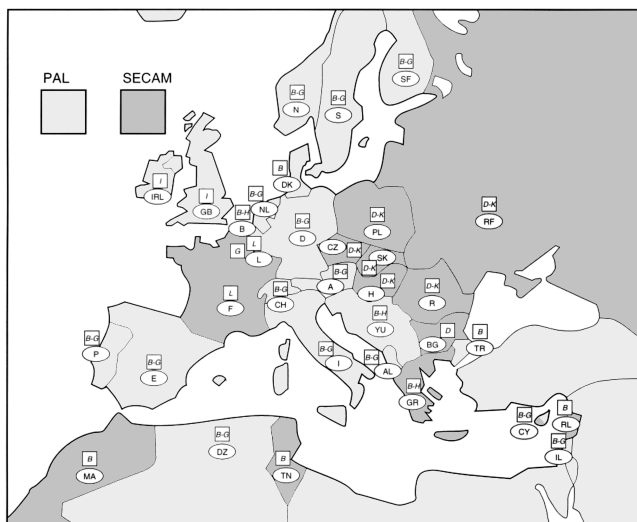 PAL SECAM
B-G
SF
B-G
N
B-G
S
I
IRL
I
GB
B
DK
B-G
NL
B-H
B
B-G
D
D-K
PL
D-K
RF
G
L
L
CZ
D-K
D-K
SK
D-K
D-K
H
B-G
A
L
F
B-G
CH
D-K
R
B-H
YU
D
BG
B
TR
B-G
P
B-G
E
B-G
I
B-G
AL
B-H
GR
B-G
CY
B
RL
B-G
IL
B
MA
B-G
DZ
B
TN